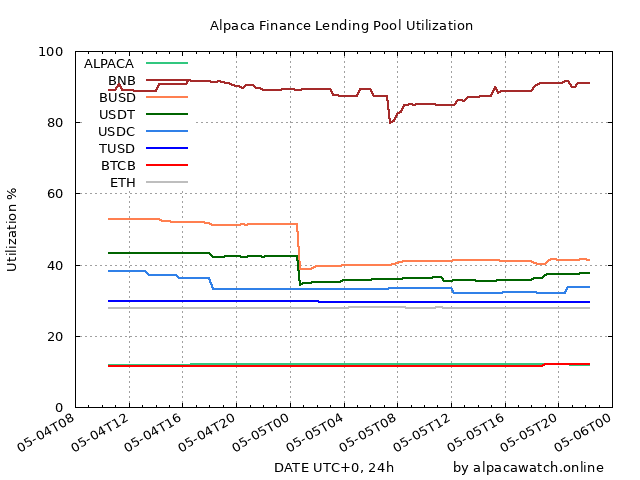 Alpaca Finance Lending Pool Utilization
100
80
60
40
20
0
Utilization %
ALPACA
BNB
BUSD
USDT
USDC
TUSD
BTCB
ETH
05-04T08
05-04T12
05-04T16
05-04T20
05-05T00
05-05T04
05-05T08
05-05T12
05-05T16
05-05T20
05-06T00
DATE UTC+0, 24h
by alpacawatch.online